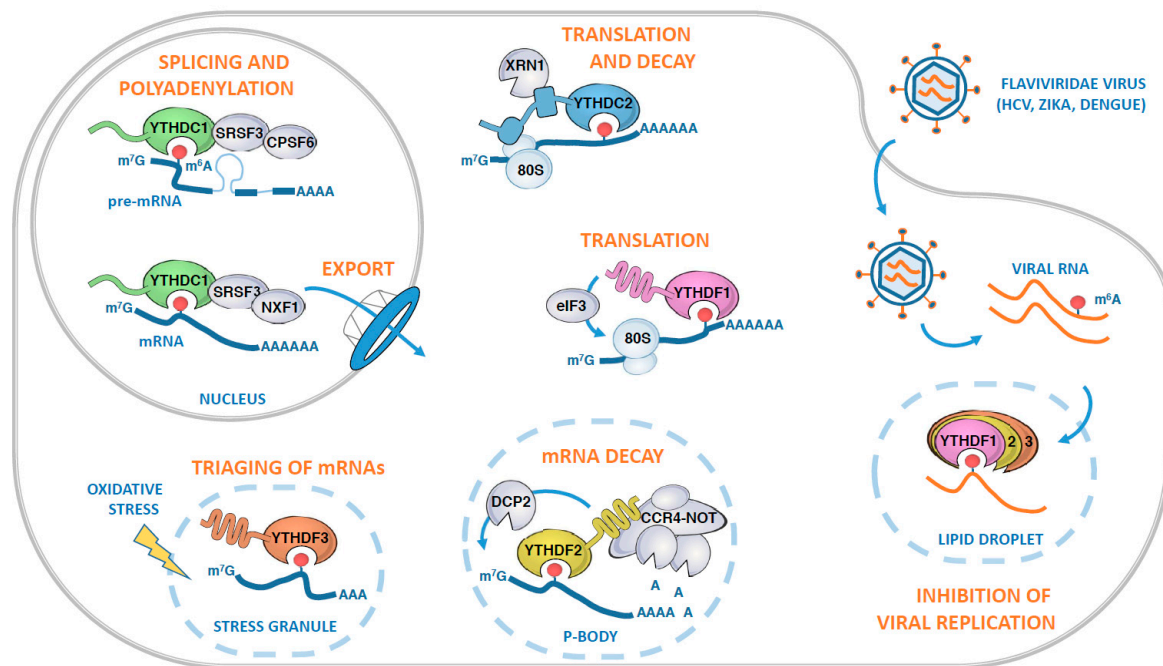 SPLICING AND
POLYADENYLATION
YTHDC1
SRSF3
CPSF6
m⁷G
m⁶A
AAAA
pre-mRNA
YTHDC1
SRSF3
NXF1
m⁷G
mRNA
AAAAAA
EXPORT
NUCLEUS
TRANSLATION
AND DECAY
XRN1
YTHDC2
AAAAAA
m⁷G
80S
TRANSLATION
YTHDF1
eIF3
80S
AAAAAA
m⁷G
FLAVIVIRIDAE VIRUS
(HCV, ZIKA, DENGUE)
VIRAL RNA
m⁶A
YTHDF1 2 3
LIPID DROPLET
INHIBITION OF
VIRAL REPLICATION
TRIAGING OF mRNAs
OXIDATIVE
STRESS
YTHDF3
m⁷G
AAA
STRESS GRANULE
mRNA DECAY
DCP2
CCR4-NOT
YTHDF2
m⁷G
A
A
AAAA A
P-BODY